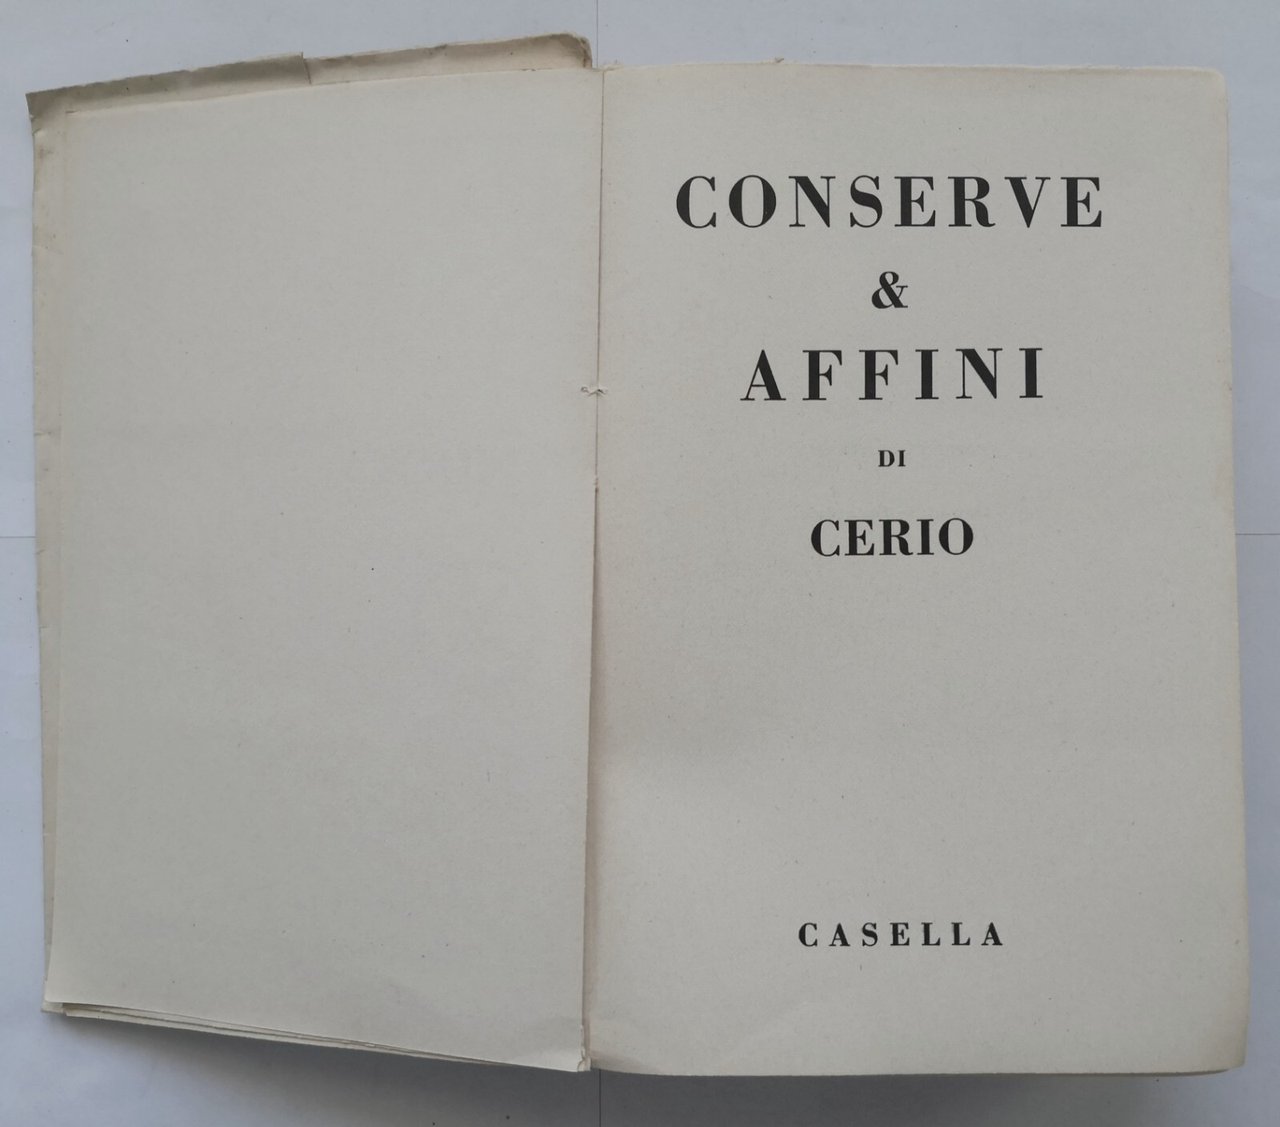 CONSERVE
&
AFFINI
DI
CERIO
CASELLA